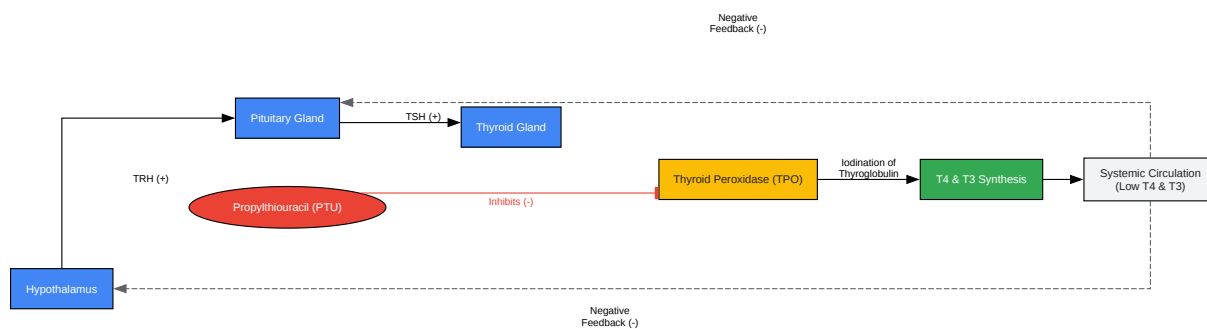 Negative
Feedback (-)
Pituitary Gland
TSH (+)
Thyroid Gland
TRH (+)
Propylthiouracil (PTU)
Inhibits (-)
Thyroid Peroxidase (TPO)
Iodination of
Thyroglobulin
T4 & T3 Synthesis
Systemic Circulation
(Low T4 & T3)
Hypothalamus
Negative
Feedback (-)